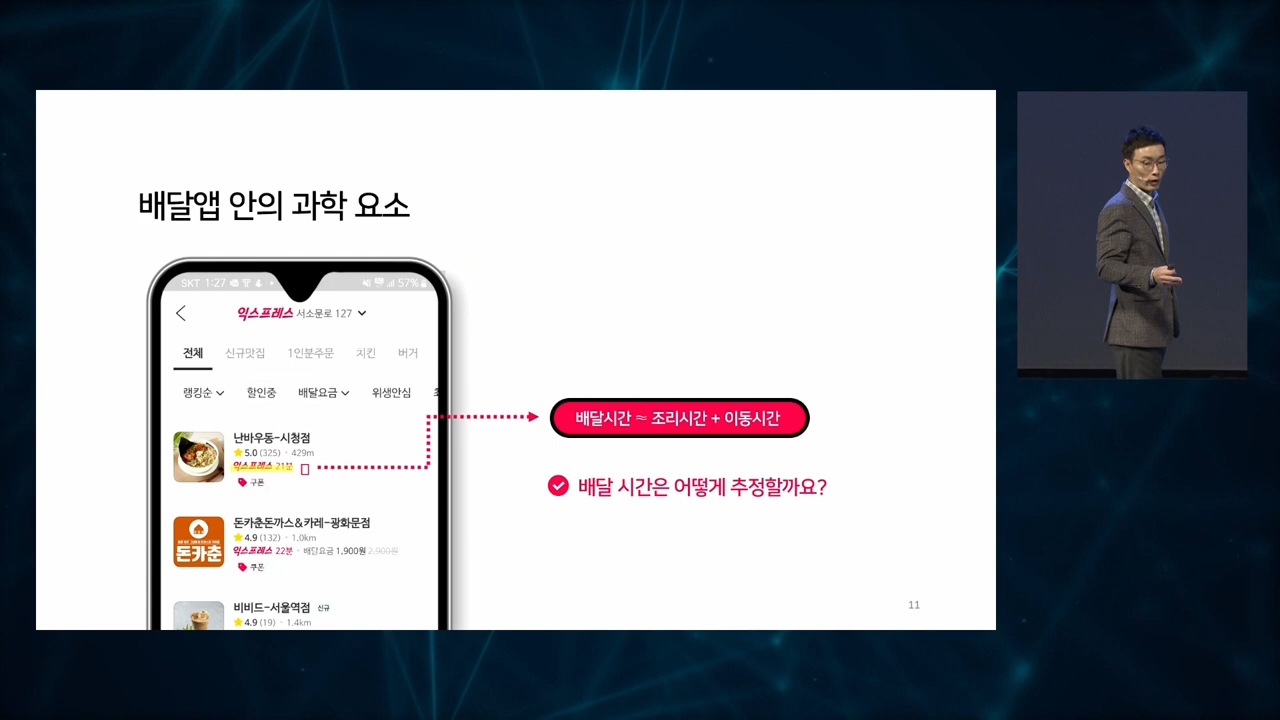 배달앱 안의 과학 요소
SKT 1:27
57%
익스프레스 서소문로 127
전체 신규맛집 1인분주문 치킨 버거
랭킹순 할인중 배달요금 위생안심
난바우동-시청점
5.0 (325) · 429m
익스프레스 21분
쿠폰
배달시간 ≈ 조리시간 + 이동시간
배달 시간은 어떻게 추정할까요?
돈카춘
돈카춘돈까스&카레-광화문점
4.9 (132) · 1.0km
익스프레스 22분 · 배달요금 1,900원 2,900원
쿠폰
비비드-서울역점 신규
4.9 (19) · 1.4km
11